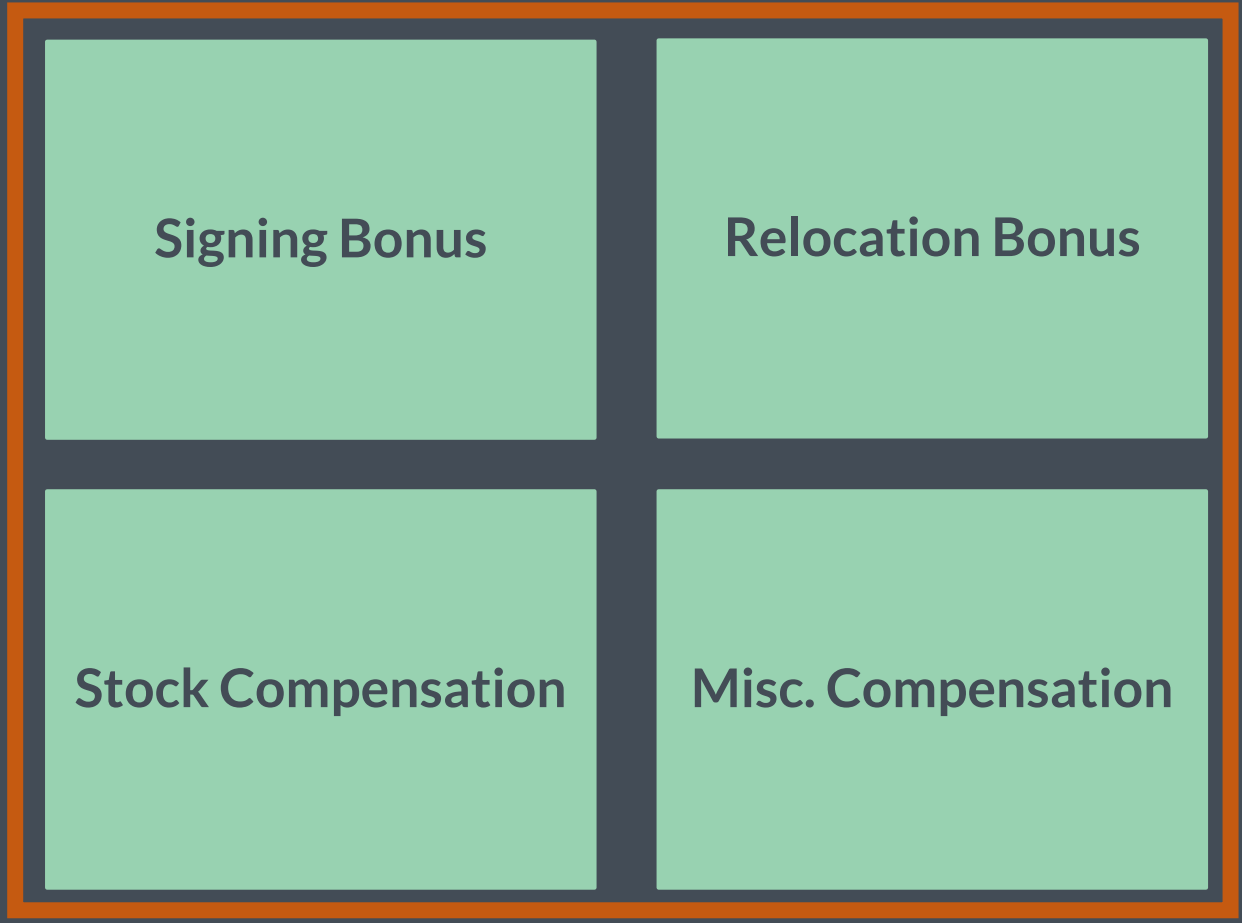 Signing Bonus
Relocation Bonus
Stock Compensation
Misc. Compensation